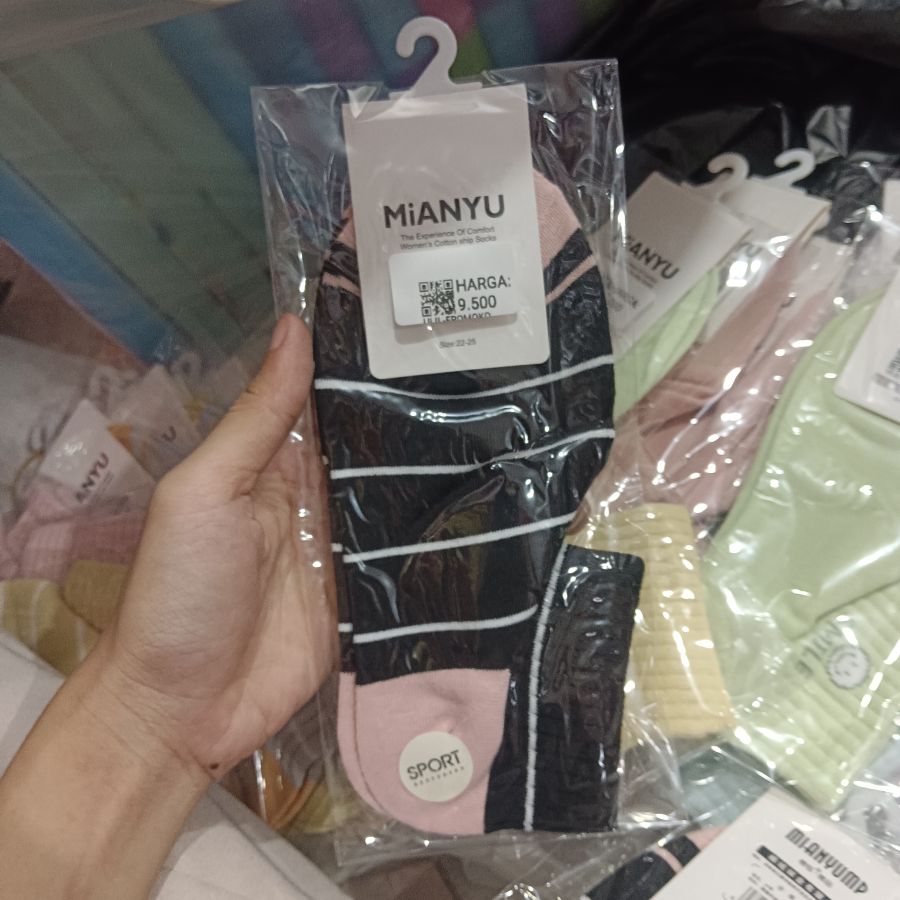 MiANYU
The Experience Of Comfort
Women's Cotton ship Socks
HARGA:
9.500
Size:22-25
SPORT
MiANYU
ANYU
MIANYUMP